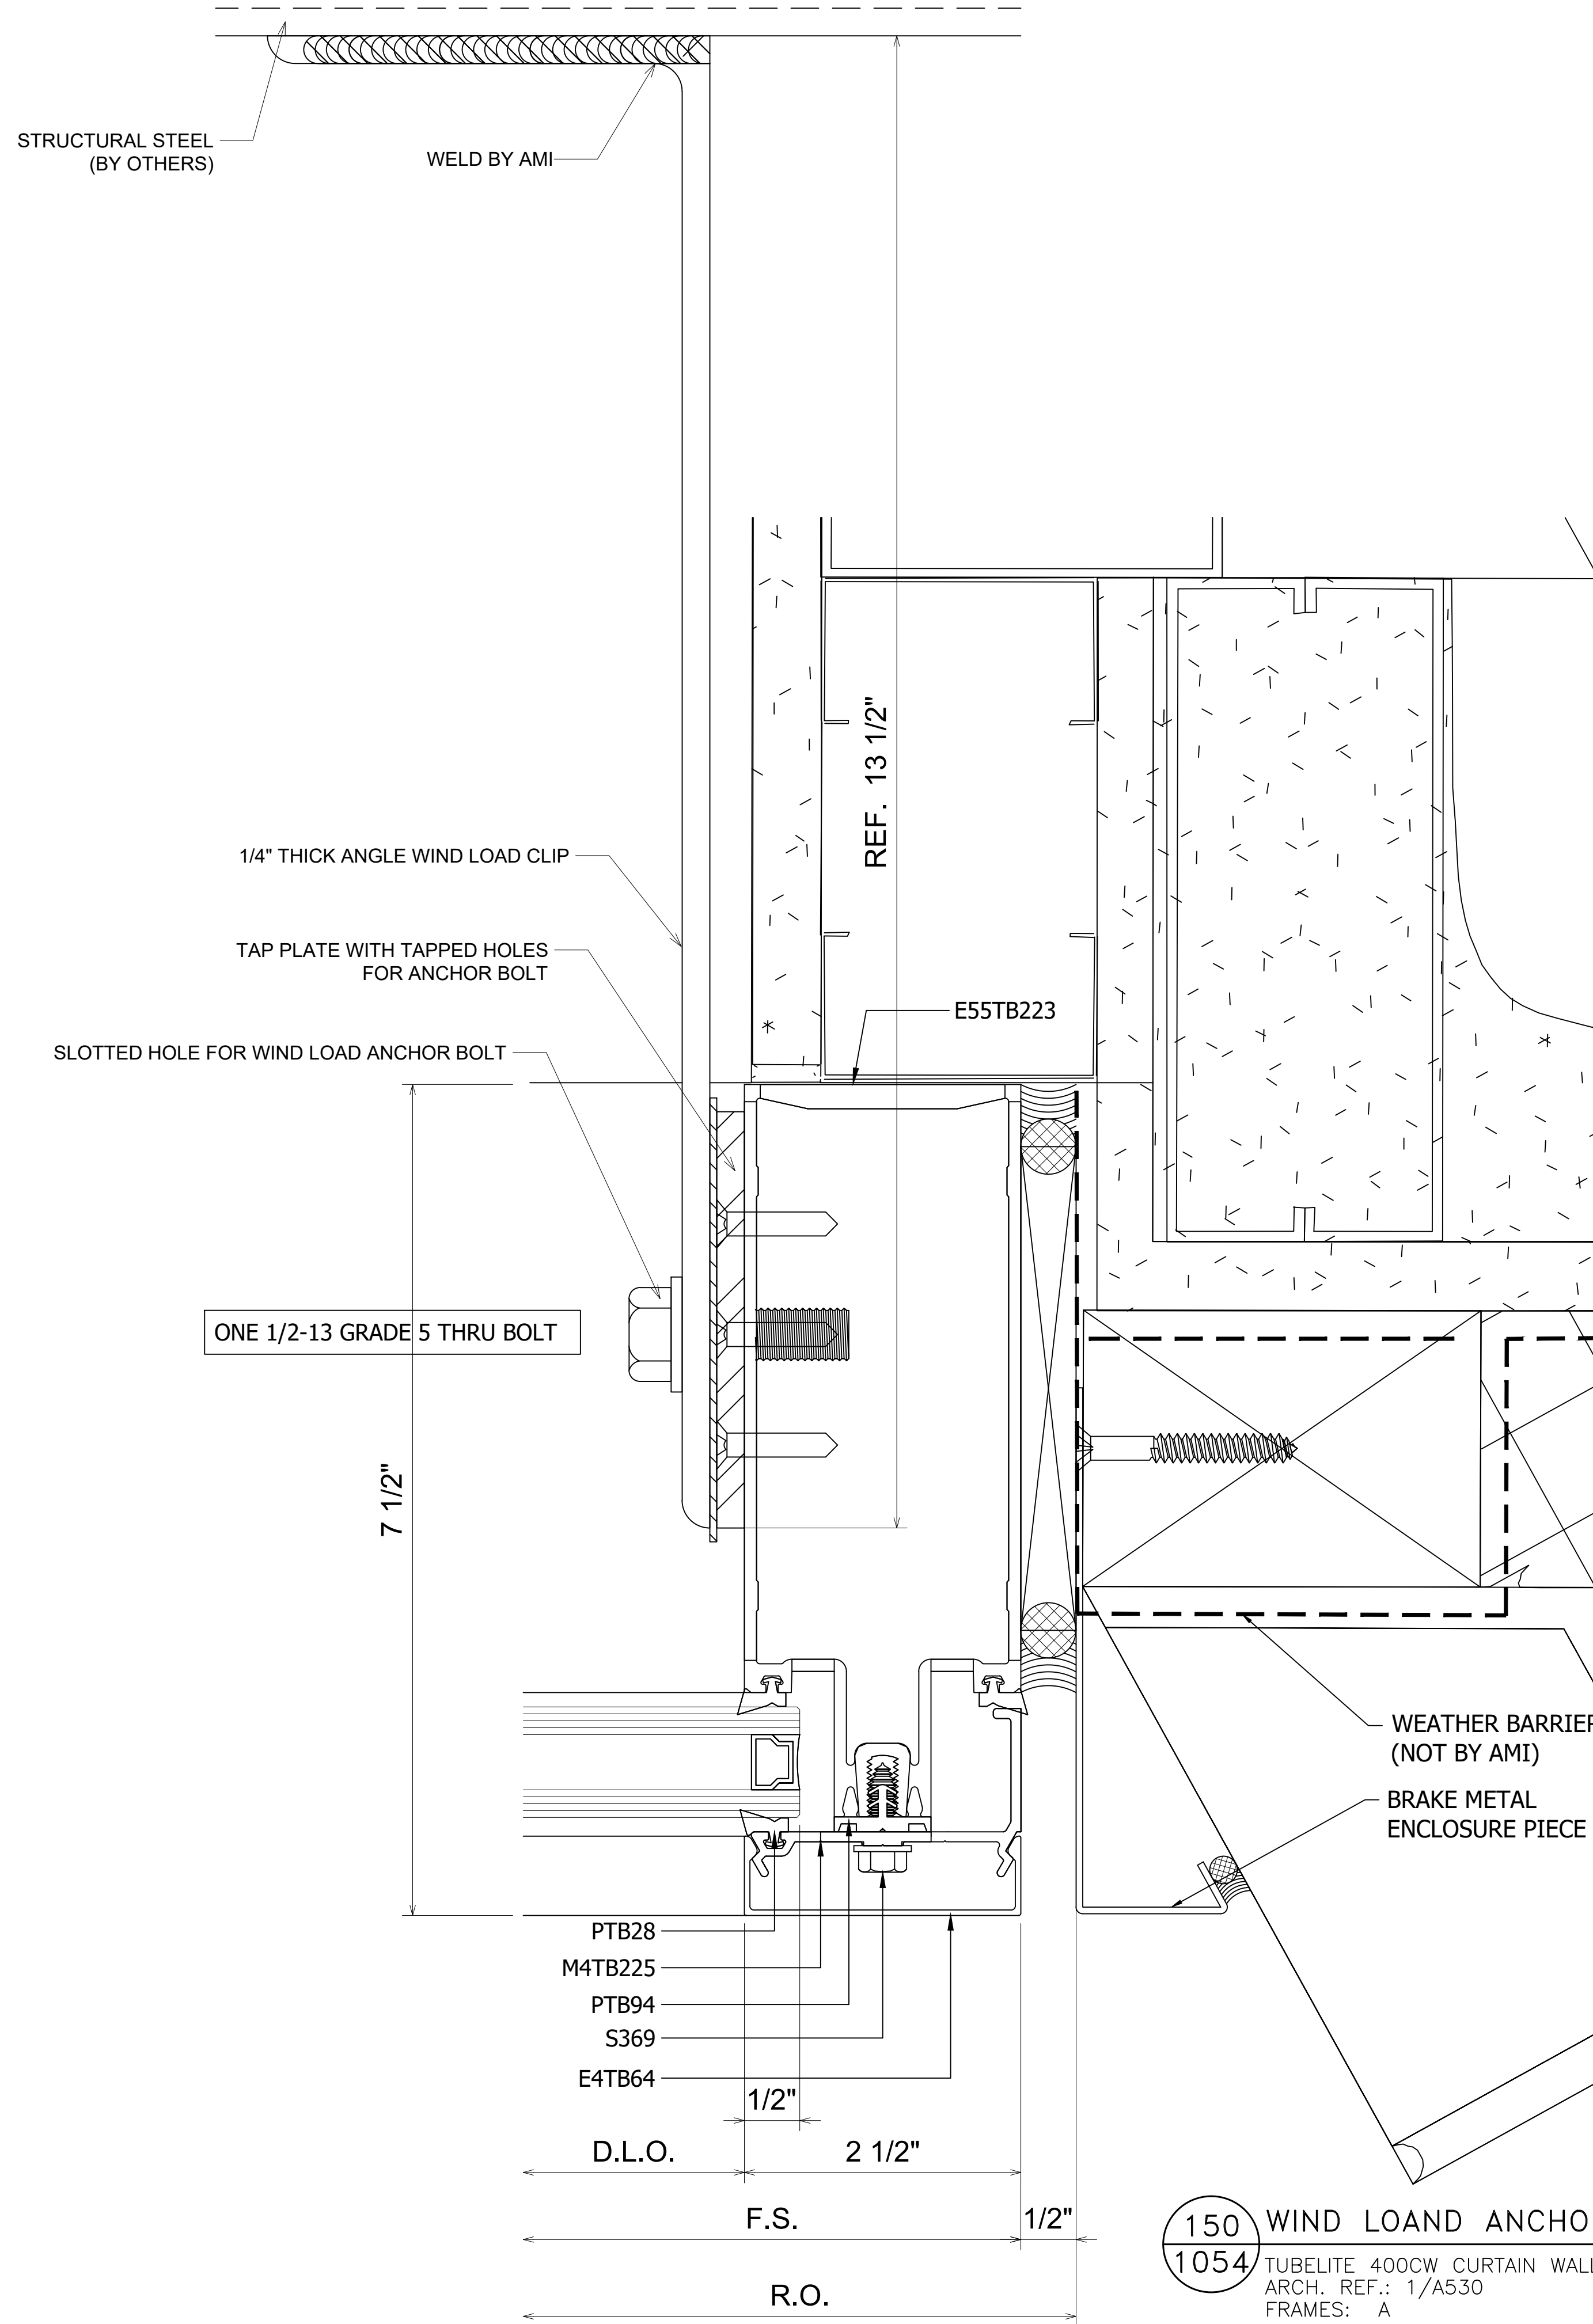 STRUCTURAL STEEL
(BY OTHERS)
WELD BY AMI
REF. 13 1/2"
1/4" THICK ANGLE WIND LOAD CLIP
TAP PLATE WITH TAPPED HOLES
FOR ANCHOR BOLT
E55TB223
SLOTTED HOLE FOR WIND LOAD ANCHOR BOLT
ONE 1/2-13 GRADE 5 THRU BOLT
7 1/2"
WEATHER BARRIER
(NOT BY AMI)
BRAKE METAL
ENCLOSURE PIECE
PTB28
M4TB225
PTB94
S369
E4TB64
1/2"
D.L.O.
2 1/2"
F.S.
1/2"
R.O.
150
1054
WIND LOAND ANCHO
TUBELITE 400CW CURTAIN WALL
ARCH. REF.: 1/A530
FRAMES: A